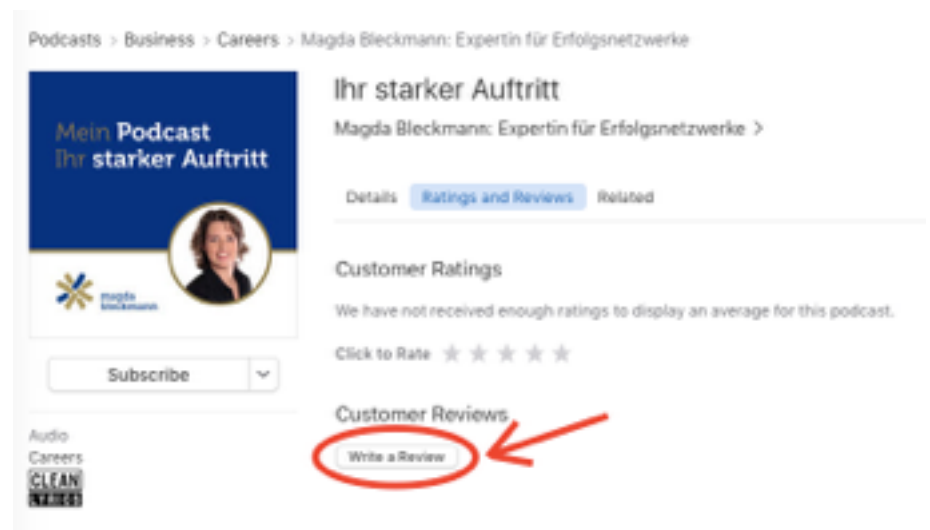 Podcasts > Business > Careers > Magda Bleckmann: Expertin für Erfolgsnetzwerke
Mein Podcast
Ihr starker Auftritt
magda
bleckmann
Subscribe
Audio
Careers
CLEAN
LYRICS
Ihr starker Auftritt
Magda Bleckmann: Expertin für Erfolgsnetzwerke >
Details Ratings and Reviews Related
Customer Ratings
We have not received enough ratings to display an average for this podcast.
Click to Rate
Customer Reviews
Write a Review